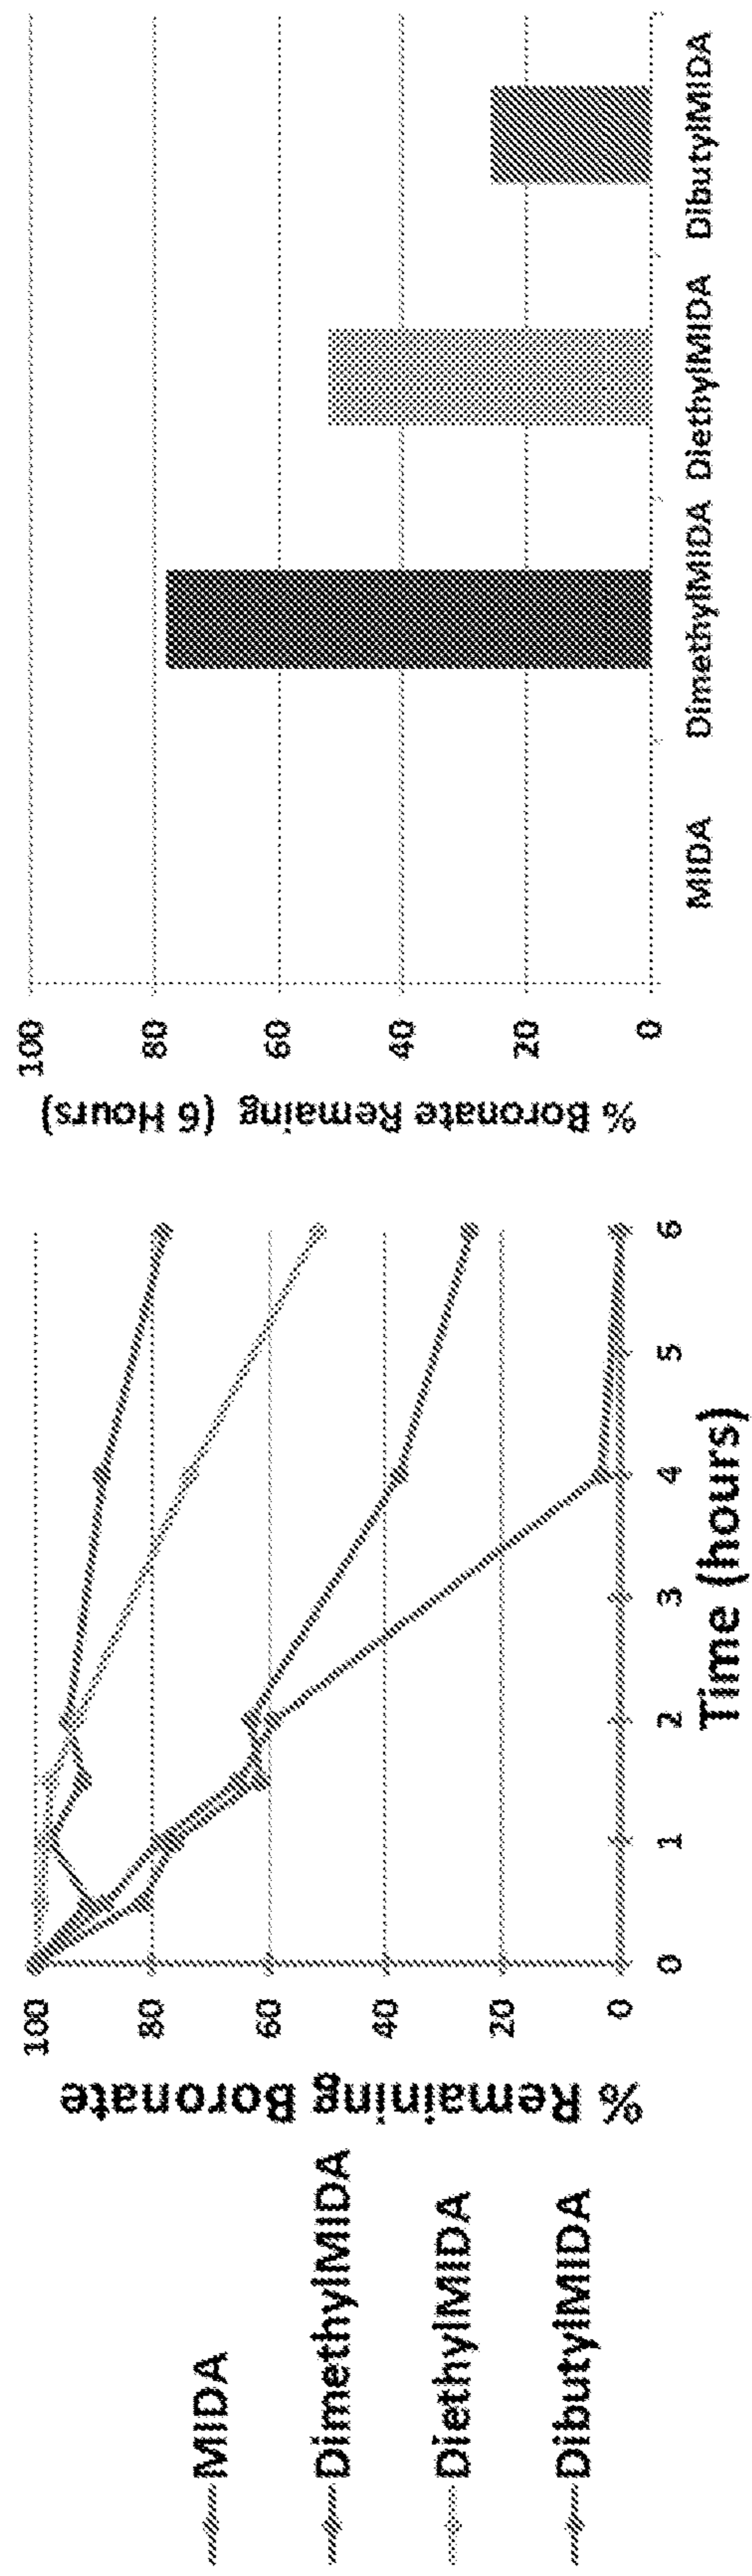 MIDA
DimethylMIDA
DiethylMIDA
DibutylMIDA
% Remaining Boronate
100
80
60
40
20
0
0 1 2 3 4 5 6
Time (hours)
% Boronate Remaing (6 Hours)
100
80
60
40
20
0
MIDA DimethylMIDA DiethylMIDA DibutylMIDA